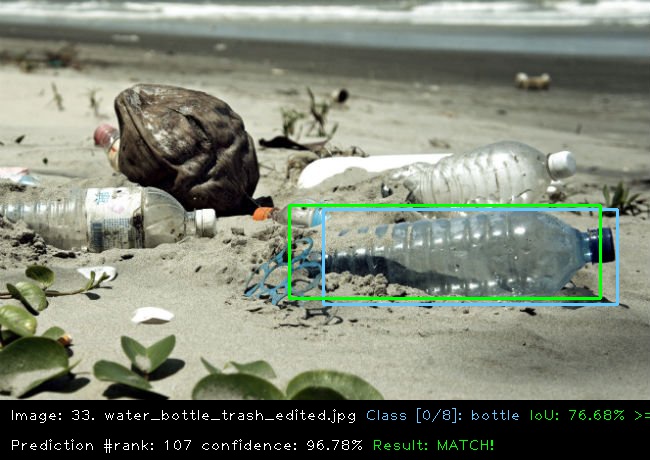 Image: 33. water_bottle_trash_edited.jpg Class [0/8]: bottle IoU: 76.68% >=
Prediction #rank: 107 confidence: 96.78% Result: MATCH!